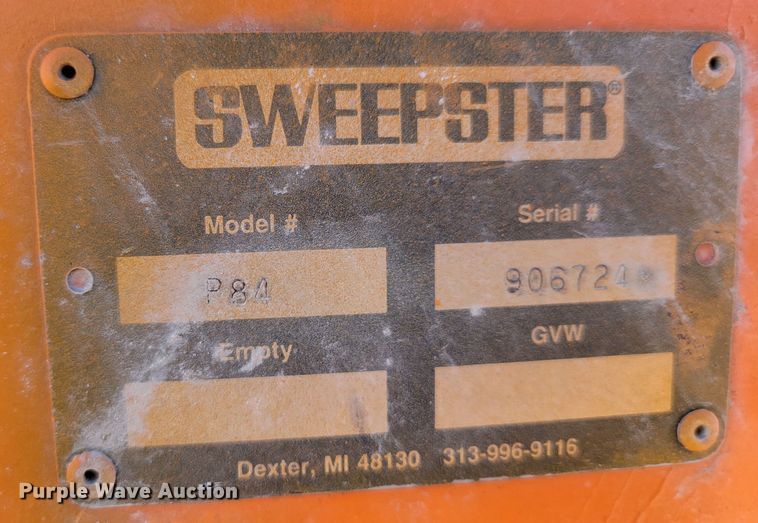 SWEEPSTER®
Model # Serial #
P84 906724
Empty GVW
Dexter, MI 48130 313-996-9116
Purple Wave Auction